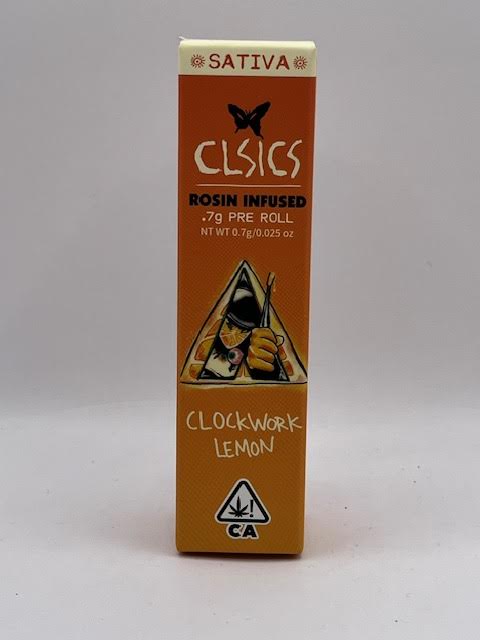 SATIVA
CLSICS
ROSIN INFUSED
.7g PRE ROLL
NT WT 0.7g/0.025 oz
CLOCKWORK
LEMON
!
CA